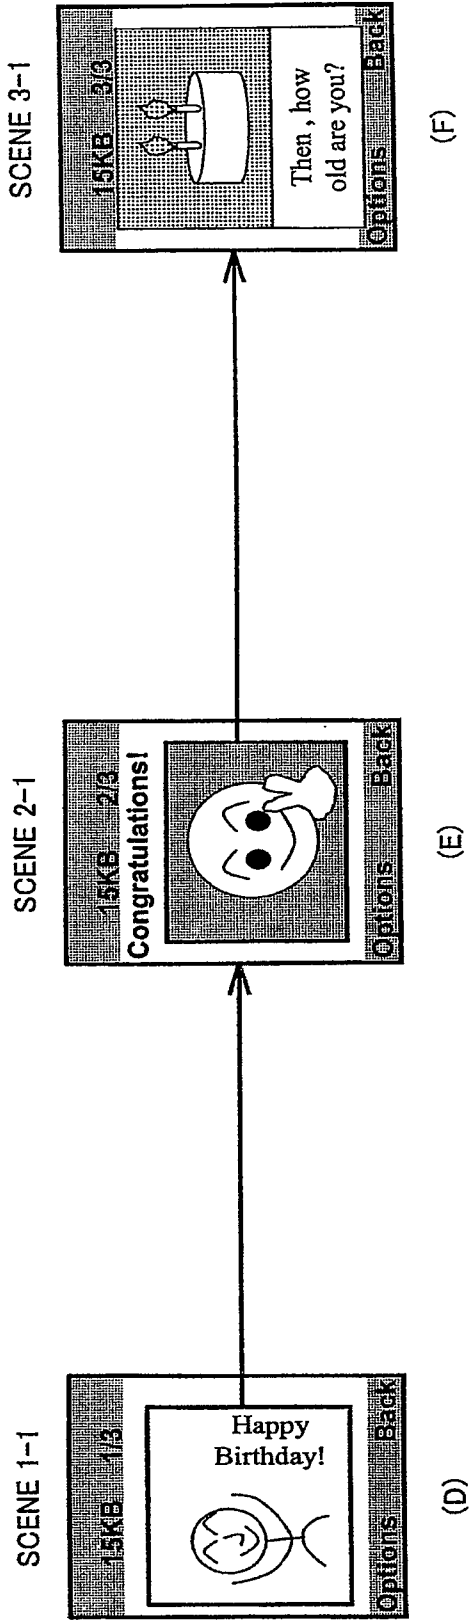 SCENE 1-1
15KB 1/3
Happy
Birthday!
Options Back
(D)
SCENE 2-1
15KB 2/3
Congratulations!
Options Back
(E)
SCENE 3-1
15KB 3/3
Then , how
old are you?
Options Back
(F)